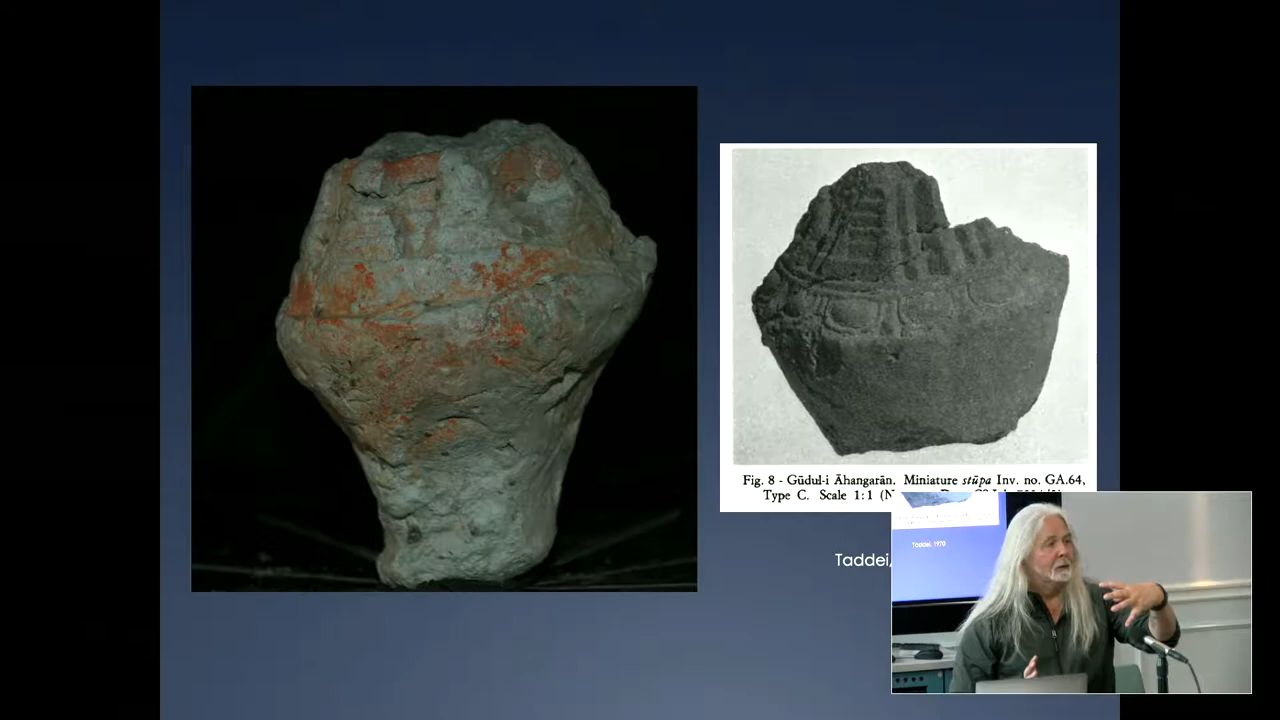 Fig. 8 - Gūdul-i Āhangarān. Miniature stūpa Inv. no. GA.64,
Type C. Scale 1:1
Taddei,
Taddei, 1970